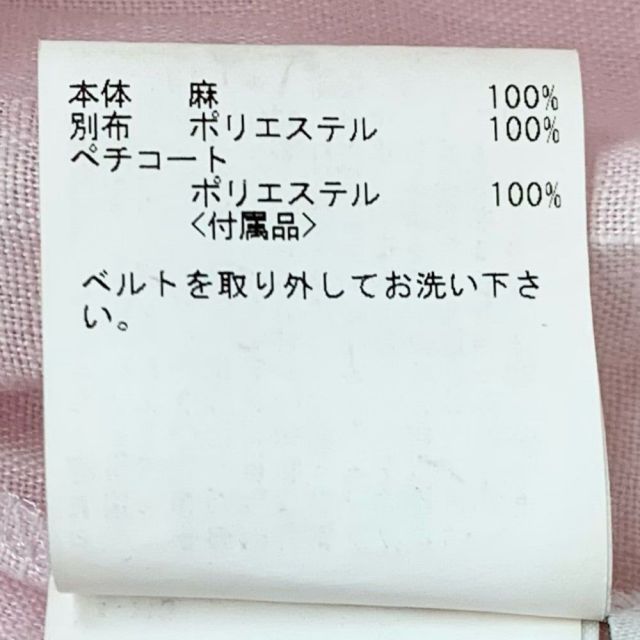 本体 麻 100%
別布 ポリエステル 100%
ペチコート
ポリエステル 100%
<付属品>
ベルトを取り外してお洗い下さ
い。